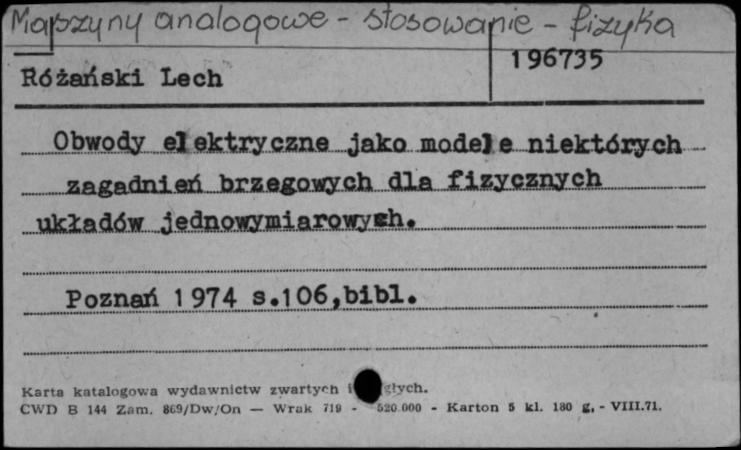 Maszyny analogowe - stosowanie - fizyka
196735
Różański Lech
Obwody elektryczne jako modele niektórych
zagadnień brzegowych dla fizycznych
układów jednowymiarowych.
Poznań 1974 s.106,bibl.
Karta katalogowa wydawnictw zwartych i głych.
CWD B 144 Zam. 869/Dw/On — Wrak 719 - 520.000 - Karton 5 kl. 180 g. - VIII.71.